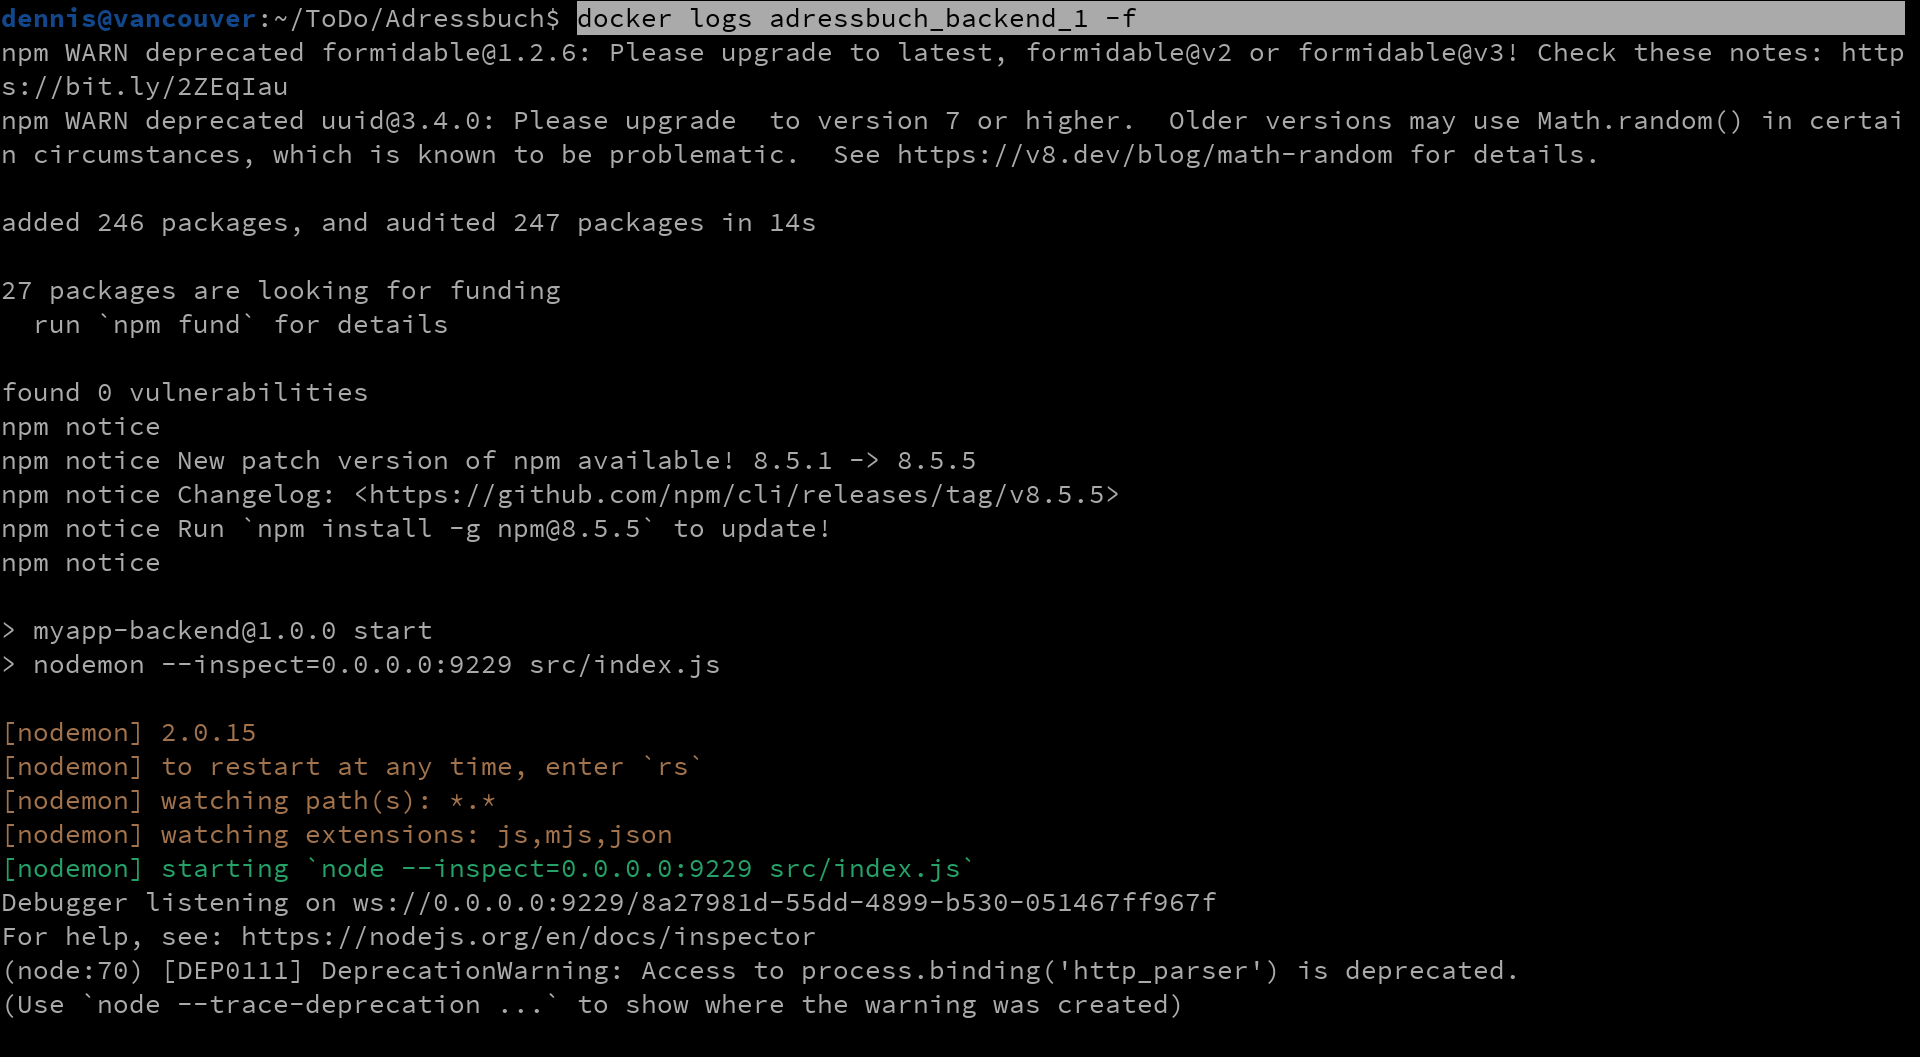 dennis@vancouver:~/ToDo/Adressbuch$ docker logs adressbuch_backend_1 -f
npm WARN deprecated formidable@1.2.6: Please upgrade to latest, formidable@v2 or formidable@v3! Check these notes: http
s://bit.ly/2ZEqIau
npm WARN deprecated uuid@3.4.0: Please upgrade  to version 7 or higher.  Older versions may use Math.random() in certai
n circumstances, which is known to be problematic.  See https://v8.dev/blog/math-random for details.

added 246 packages, and audited 247 packages in 14s

27 packages are looking for funding
  run `npm fund` for details

found 0 vulnerabilities
npm notice
npm notice New patch version of npm available! 8.5.1 -> 8.5.5
npm notice Changelog: <https://github.com/npm/cli/releases/tag/v8.5.5>
npm notice Run `npm install -g npm@8.5.5` to update!
npm notice

> myapp-backend@1.0.0 start
> nodemon --inspect=0.0.0.0:9229 src/index.js

[nodemon] 2.0.15
[nodemon] to restart at any time, enter `rs`
[nodemon] watching path(s): *.*
[nodemon] watching extensions: js,mjs,json
[nodemon] starting `node --inspect=0.0.0.0:9229 src/index.js`
Debugger listening on ws://0.0.0.0:9229/8a27981d-55dd-4899-b530-051467ff967f
For help, see: https://nodejs.org/en/docs/inspector
(node:70) [DEP0111] DeprecationWarning: Access to process.binding('http_parser') is deprecated.
(Use `node --trace-deprecation ...` to show where the warning was created)